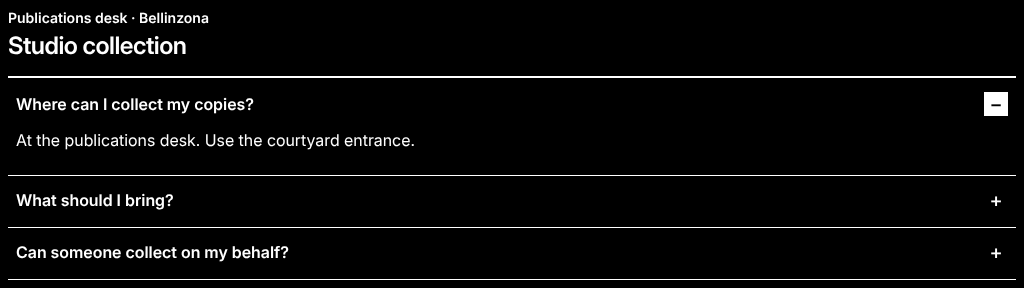 Publications desk · Bellinzona
Studio collection
Where can I collect my copies? −
At the publications desk. Use the courtyard entrance.
What should I bring? +
Can someone collect on my behalf? +